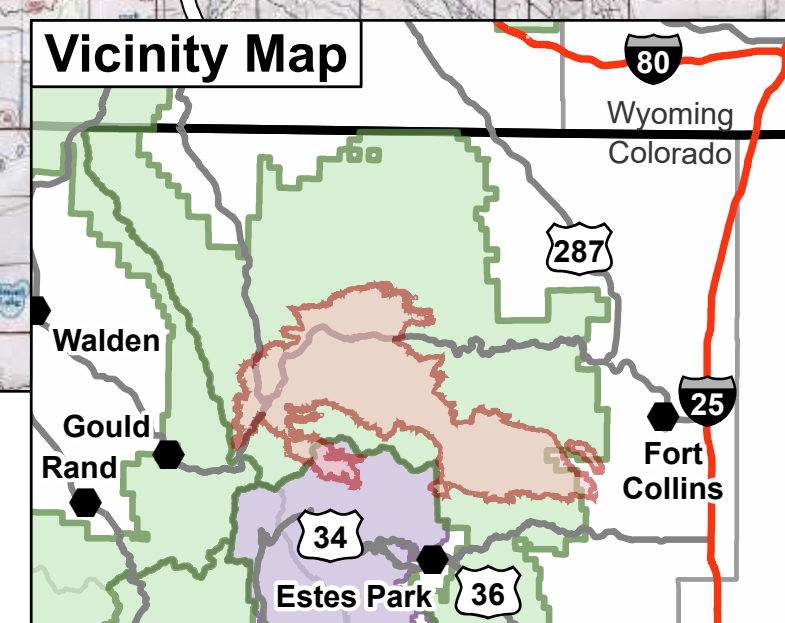 Vicinity Map
80
Wyoming
Colorado
287
Walden
25
Gould
Fort
Collins
Rand
34
Estes Park
36